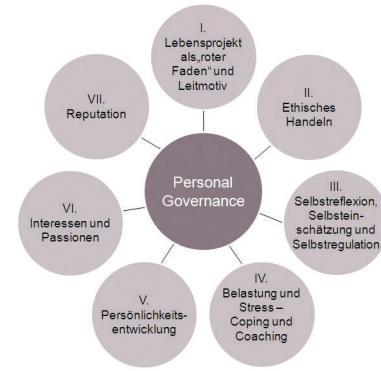 I.
Lebensprojekt
als„roter
Faden“ und
Leitmotiv
II.
Ethisches
Handeln
III.
Selbstreflexion,
Selbstein-
schätzung und
Selbstregulation
IV.
Belastung und
Stress –
Coping und
Coaching
V.
Persönlichkeits-
entwicklung
VI.
Interessen und
Passionen
VII.
Reputation
Personal
Governance